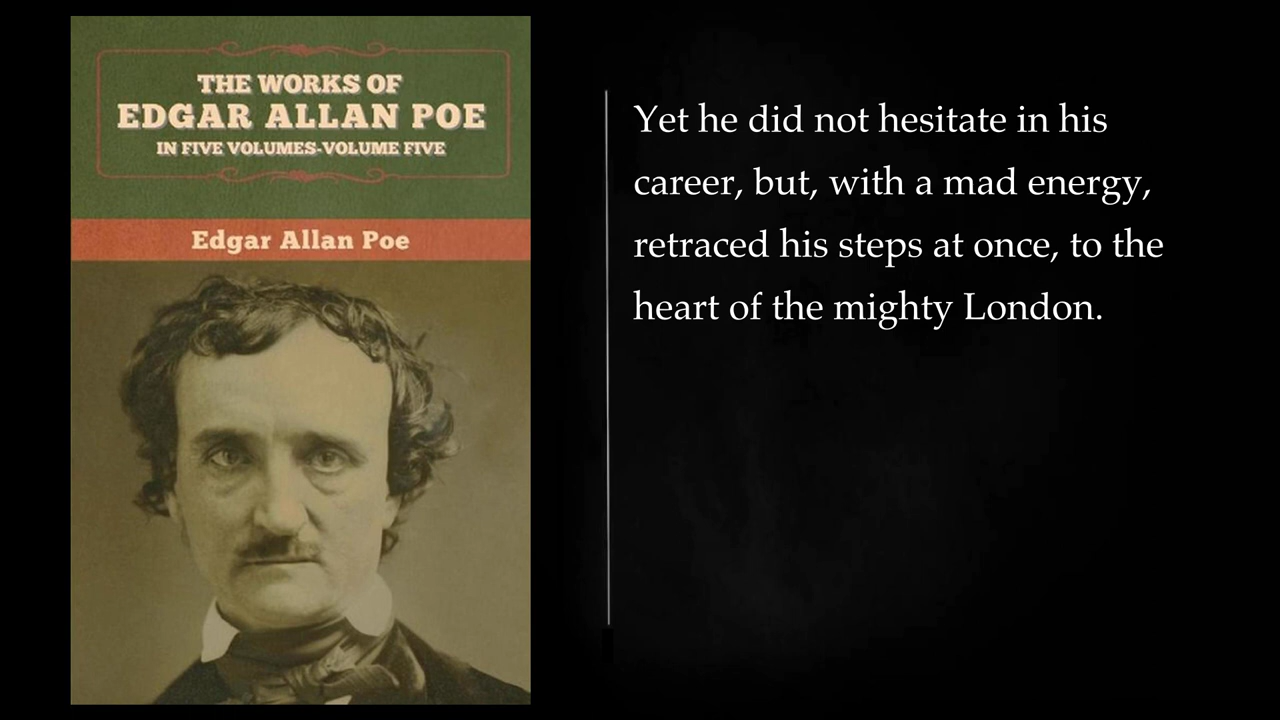 THE WORKS OF
EDGAR ALLAN POE
IN FIVE VOLUMES-VOLUME FIVE
Edgar Allan Poe
Yet he did not hesitate in his
career, but, with a mad energy,
retraced his steps at once, to the
heart of the mighty London.